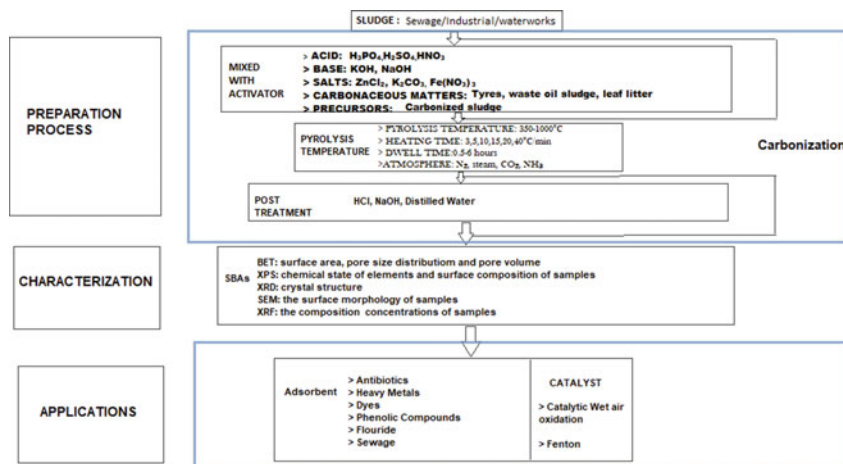 SLUDGE : Sewage/Industrial/waterworks
PREPARATION
PROCESS
MIXED
WITH
ACTIVATOR
> ACID: H₃PO₄,H₂SO₄,HNO₃
> BASE: KOH, NaOH
> SALTS: ZnCl₂, K₂CO₃, Fe(NO₃)₃
> CARBONACEOUS MATTERS: Tyres, waste oil sludge, leaf litter
> PRECURSORS: Carbonized sludge
PYROLYSIS
TEMPERATURE
> PYROLYSIS TEMPERATURE: 350-1000°C
> HEATING TIME: 3,5,10,15,20,40°C/min
> DWELL TIME:0.5-6 hours
>ATMOSPHERE: N₂, steam, CO₂, NH₃
Carbonization
POST
TREATMENT
HCl, NaOH, Distilled Water
CHARACTERIZATION
SBAs
BET: surface area, pore size distributiom and pore volume
XPS: chemical state of elements and surface composition of samples
XRD: crystal structure
SEM: the surface morphology of samples
XRF: the composition concentrations of samples
APPLICATIONS
Adsorbent
> Antibiotics
> Heavy Metals
> Dyes
> Phenolic Compounds
> Flouride
> Sewage
CATALYST
> Catalytic Wet air
oxidation
> Fenton